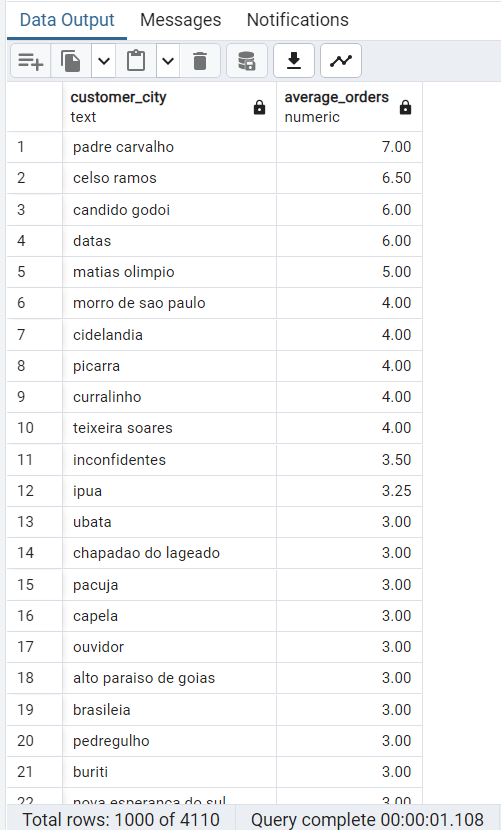 Data Output Messages Notifications
customer_city average_orders
text numeric
1 padre carvalho 7.00
2 celso ramos 6.50
3 candido godoi 6.00
4 datas 6.00
5 matias olimpio 5.00
6 morro de sao paulo 4.00
7 cidelandia 4.00
8 picarra 4.00
9 curralinho 4.00
10 teixeira soares 4.00
11 inconfidentes 3.50
12 ipua 3.25
13 ubata 3.00
14 chapadao do lageado 3.00
15 pacuja 3.00
16 capela 3.00
17 ouvidor 3.00
18 alto paraiso de goias 3.00
19 brasileia 3.00
20 pedregulho 3.00
21 buriti 3.00
22 nova esperanca do sul 3.00
Total rows: 1000 of 4110 Query complete 00:00:01.108